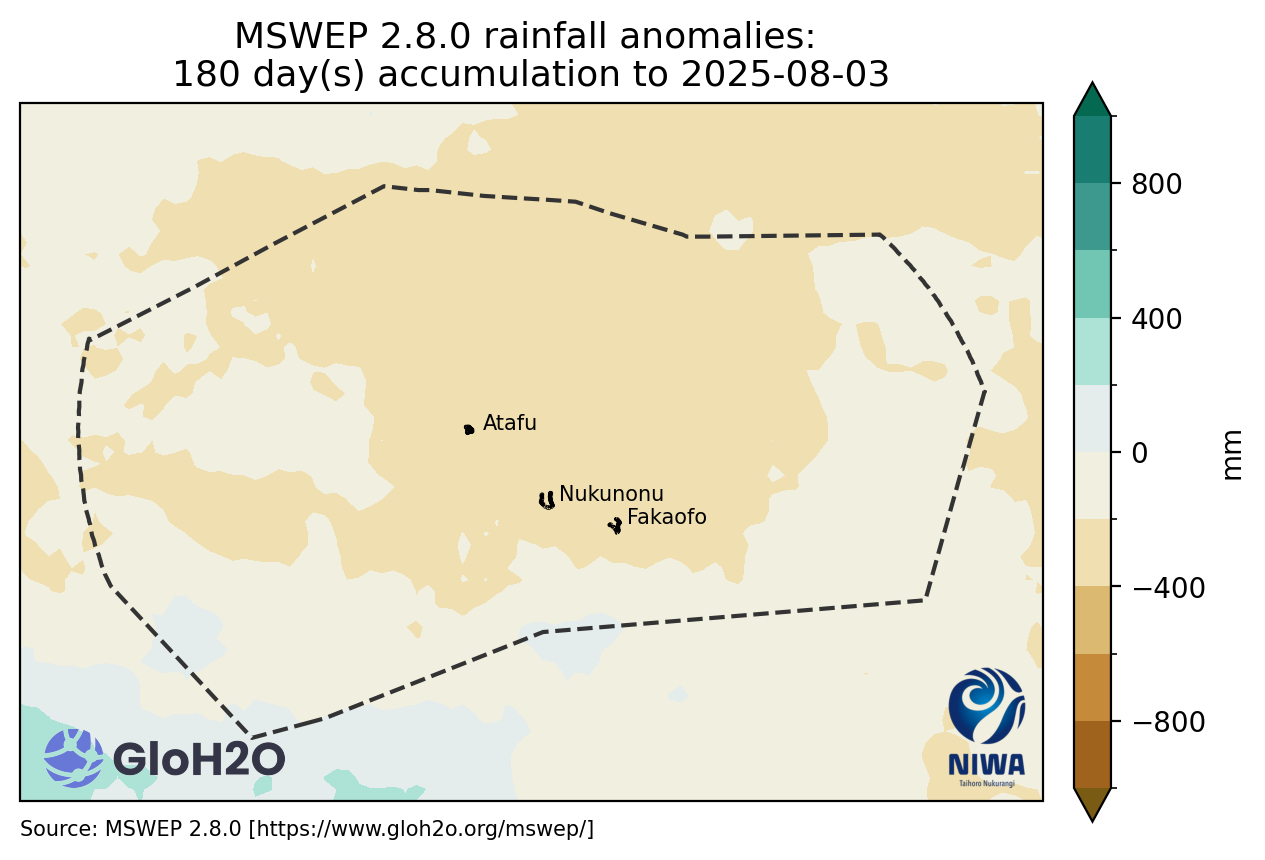 MSWEP 2.8.0 rainfall anomalies:
180 day(s) accumulation to 2025-08-03
800
400
0
−400
−800
mm
Atafu
Nukunonu
Fakaofo
GloH2O
NIWA
Taihoro Nukurangi
Source: MSWEP 2.8.0 [https://www.gloh2o.org/mswep/]